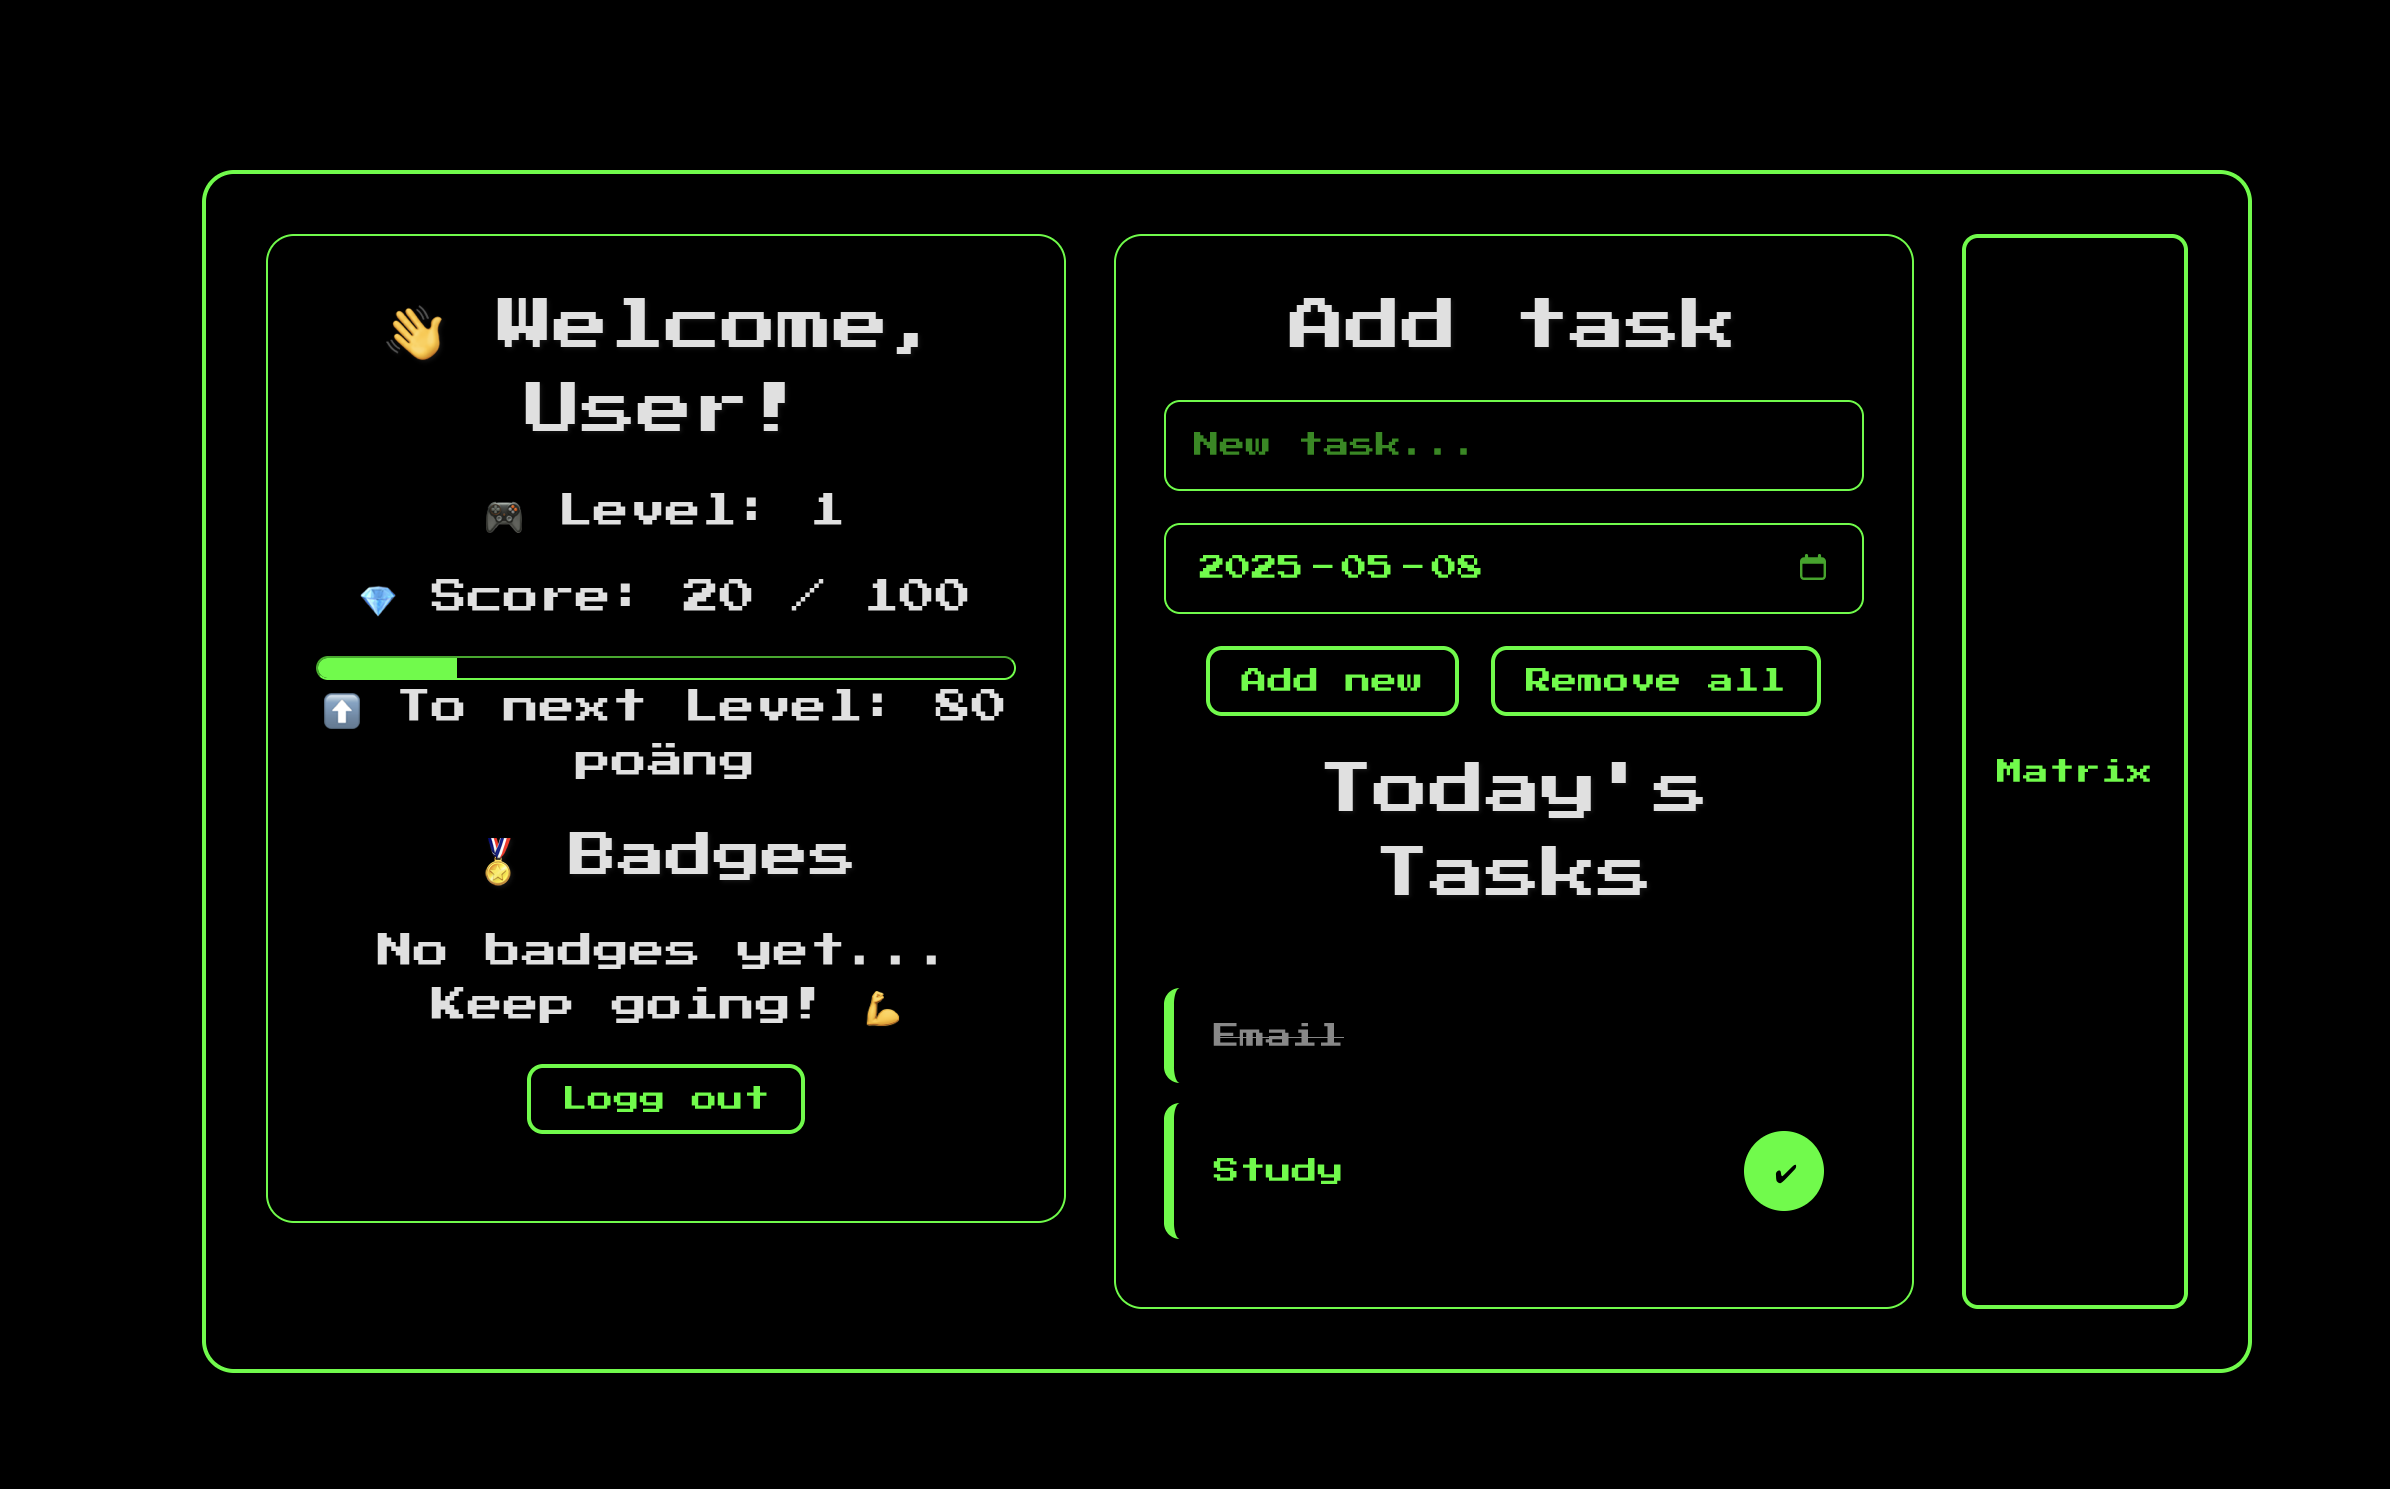 👋 Welcome,
User!
🎮 Level: 1
💎 Score: 20 / 100
⬆️ To next Level: 80
poäng
🏅 Badges
No badges yet...
Keep going! 💪
Logg out
Add task
New task...
2025-05-08
Add new
Remove all
Today's
Tasks
Email
Study
✔
Matrix